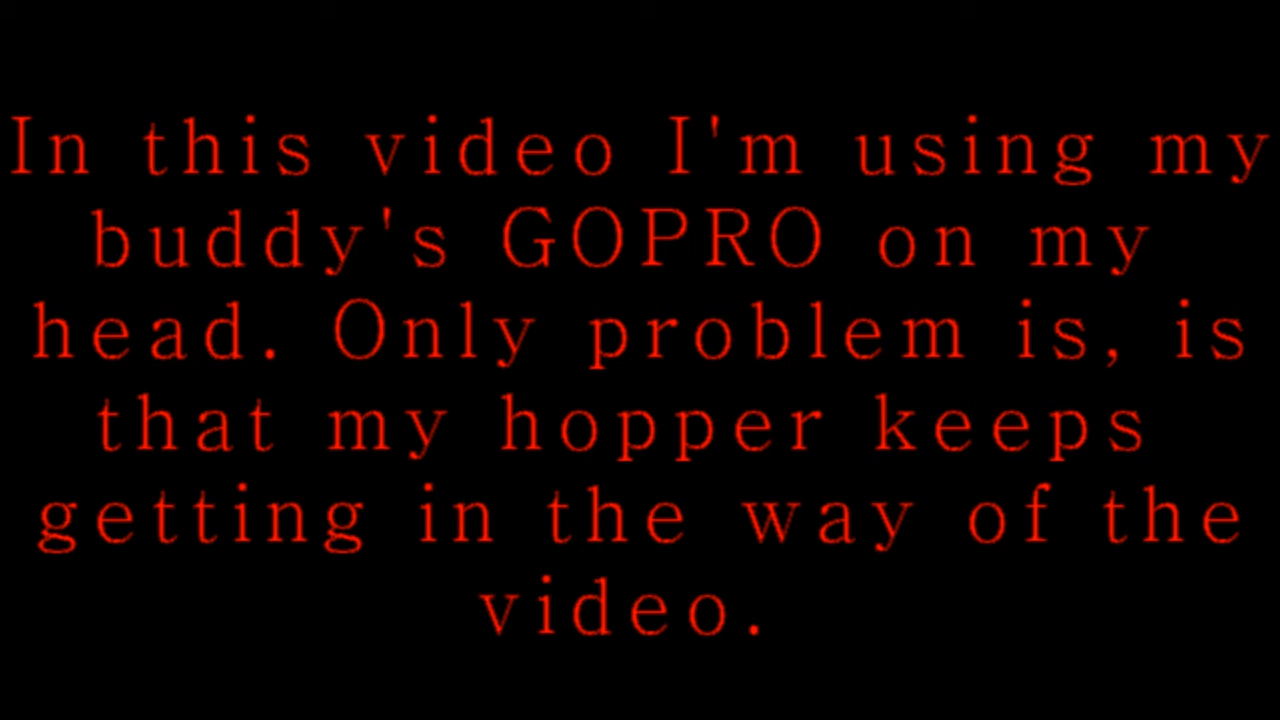 In this video I'm using my
buddy's GOPRO on my
head. Only problem is, is
that my hopper keeps
getting in the way of the
video.